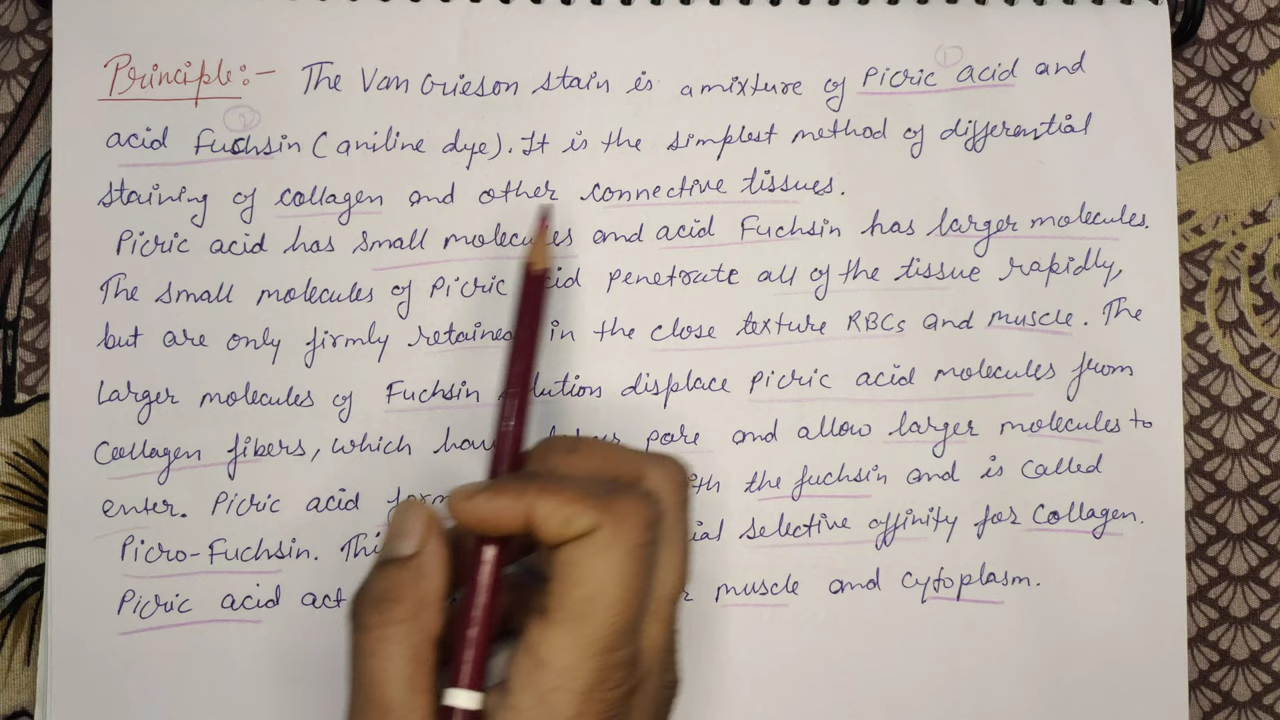 Principle:- The Van Grieson stain is a mixture of Picric ① acid and
acid Fuchsin ② (aniline dye). It is the simplest method of differential
staining of collagen and other connective tissues.
Picric acid has small molecules and acid Fuchsin has larger molecules.
The small molecules of Picric penetrate all of the tissue rapidly,
but are only firmly in the close texture RBCs and muscle. The
Larger molecules of Fuchsin displace Picric acid molecules from
Collagen fibers, which pore and allow larger molecules to
enter. Picric acid the fuchsin and is called
Picro-Fuchsin. selective affinity for Collagen.
Picric acid muscle and cytoplasm.